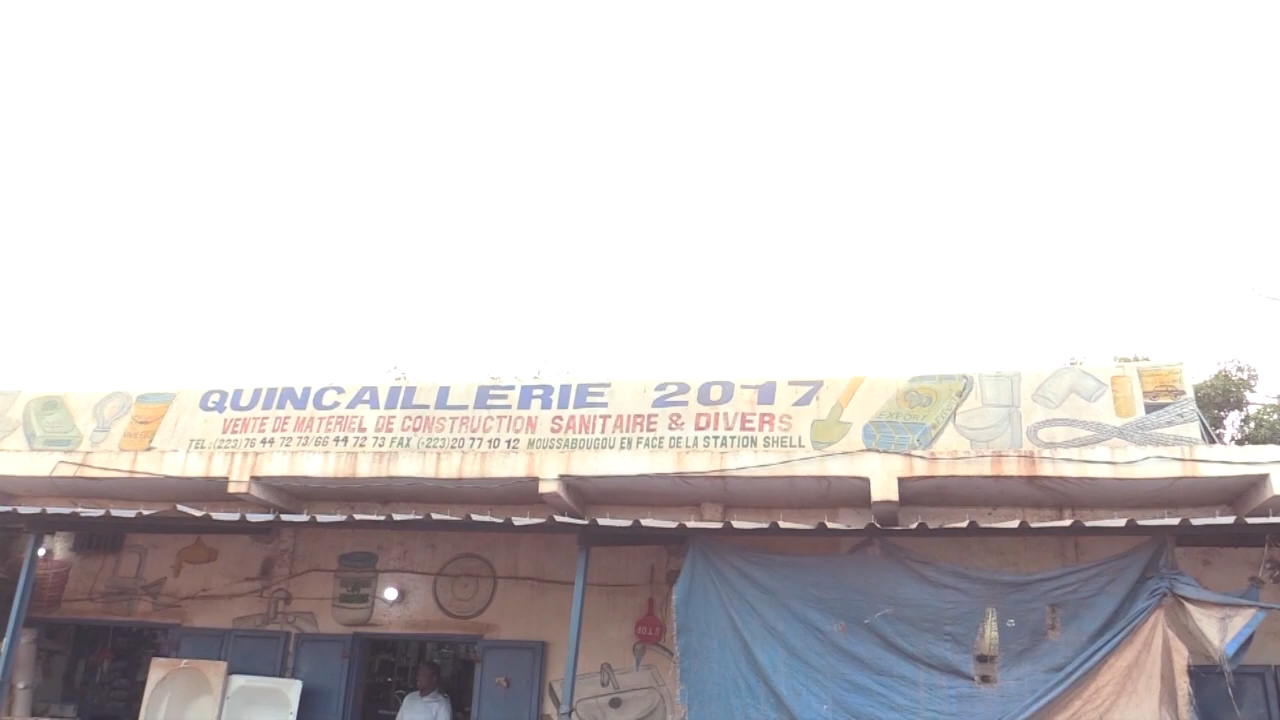 QUINCAILLERIE 2017
VENTE DE MATERIEL DE CONSTRUCTION SANITAIRE & DIVERS
TEL:(223)76 44 72 73/66 44 72 73 FAX (223)20 77 10 12 MOUSSABOUGOU EN FACE DE LA STATION SHELL
EXPORT